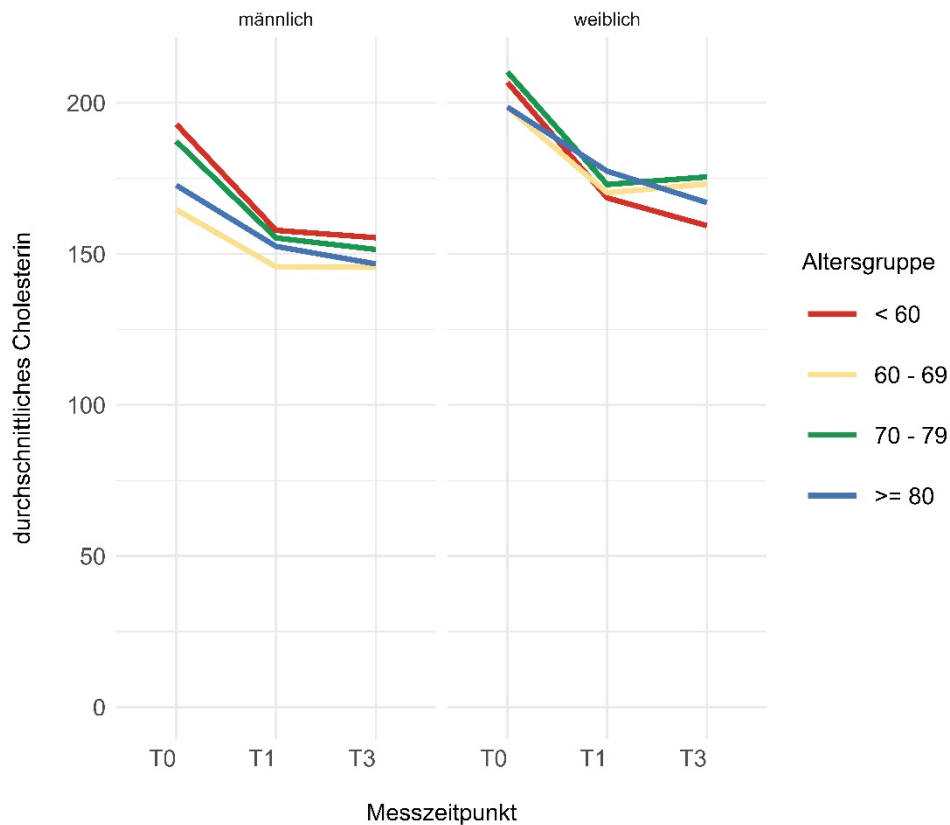 männlich
weiblich
200
150
100
50
0
durchschnittliches Cholesterin
T0
T1
T3
T0
T1
T3
Messzeitpunkt
Altersgruppe
< 60
60 - 69
70 - 79
>= 80